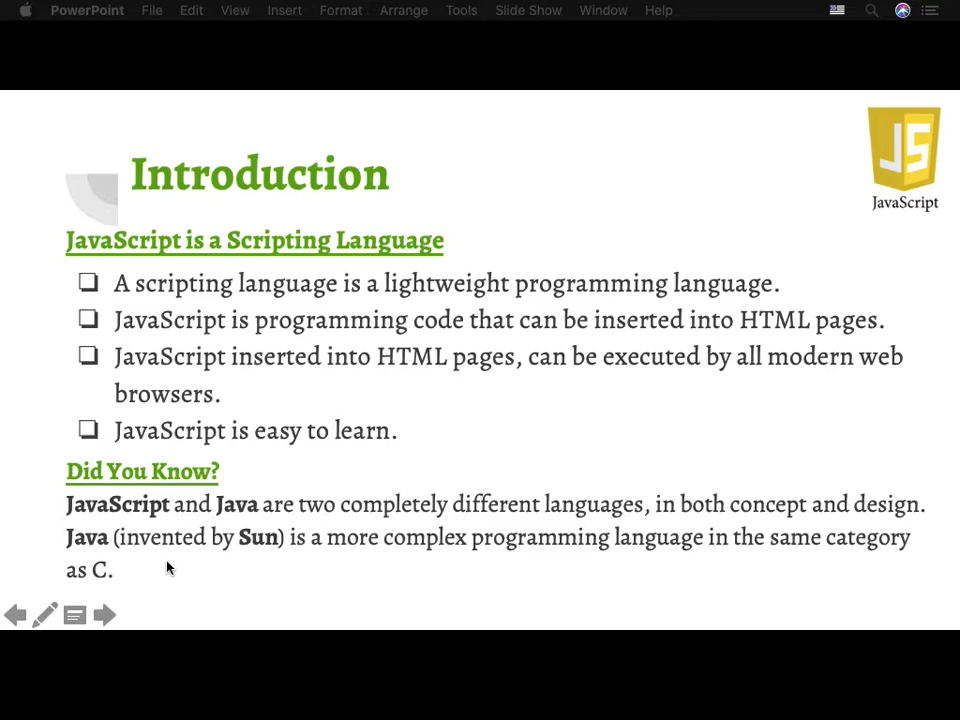 PowerPoint File Edit View Insert Format Arrange Tools Slide Show Window Help
JS
JavaScript
Introduction
JavaScript is a Scripting Language
❏ A scripting language is a lightweight programming language.
❏ JavaScript is programming code that can be inserted into HTML pages.
❏ JavaScript inserted into HTML pages, can be executed by all modern web
browsers.
❏ JavaScript is easy to learn.
Did You Know?
JavaScript and Java are two completely different languages, in both concept and design.
Java (invented by Sun) is a more complex programming language in the same category
as C.